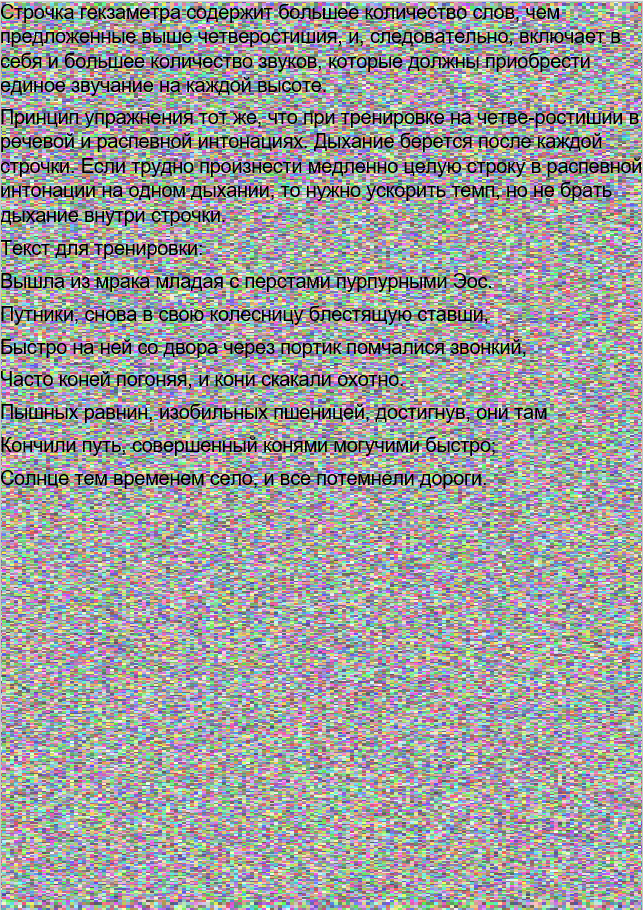 Строчка гекзаметра содержит большее количество слов, чем
предложенные выше четверостишия, и, следовательно, включает в
себя и большее количество звуков, которые должны приобрести
единое звучание на каждой высоте.
Принцип упражнения тот же, что при тренировке на четве-ростишии в
речевой и распевной интонациях. Дыхание берется после каждой
строчки. Если трудно произнести медленно целую строку в распевной
интонации на одном дыхании, то нужно ускорить темп, но не брать
дыхание внутри строчки.
Текст для тренировки:
Вышла из мрака младая с перстами пурпурными Эос.
Путники, снова в свою колесницу блестящую ставши,
Быстро на ней со двора через портик помчалися звонкий,
Часто коней погоняя, и кони скакали охотно.
Пышных равнин, изобильных пшеницей, достигнув, они там
Кончили путь, совершенный конями могучими быстро;
Солнце тем временем село, и все потемнели дороги.